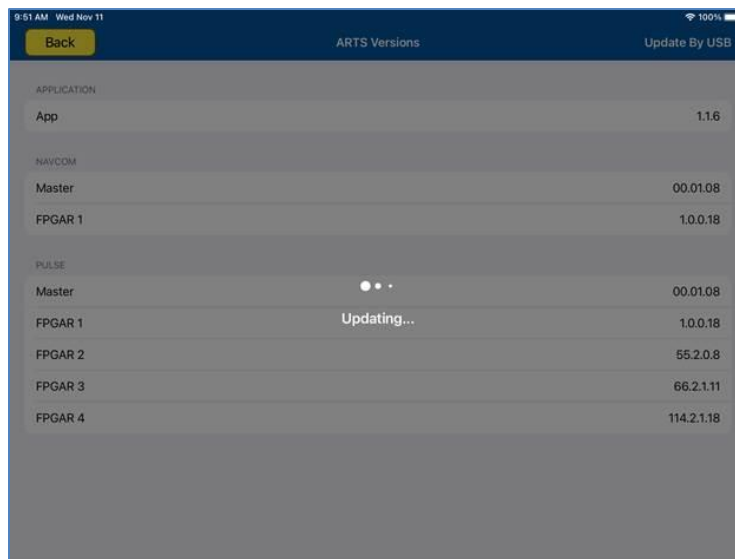 9:51 AM Wed Nov 11 100%
Back ARTS Versions Update By USB
APPLICATION
App 1.1.6
NAVCOM
Master 00.01.08
FPGAR 1 1.0.0.18
PULSE
Master 00.01.08
FPGAR 1 1.0.0.18
Updating...
FPGAR 2 55.2.0.8
FPGAR 3 66.2.1.11
FPGAR 4 114.2.1.18